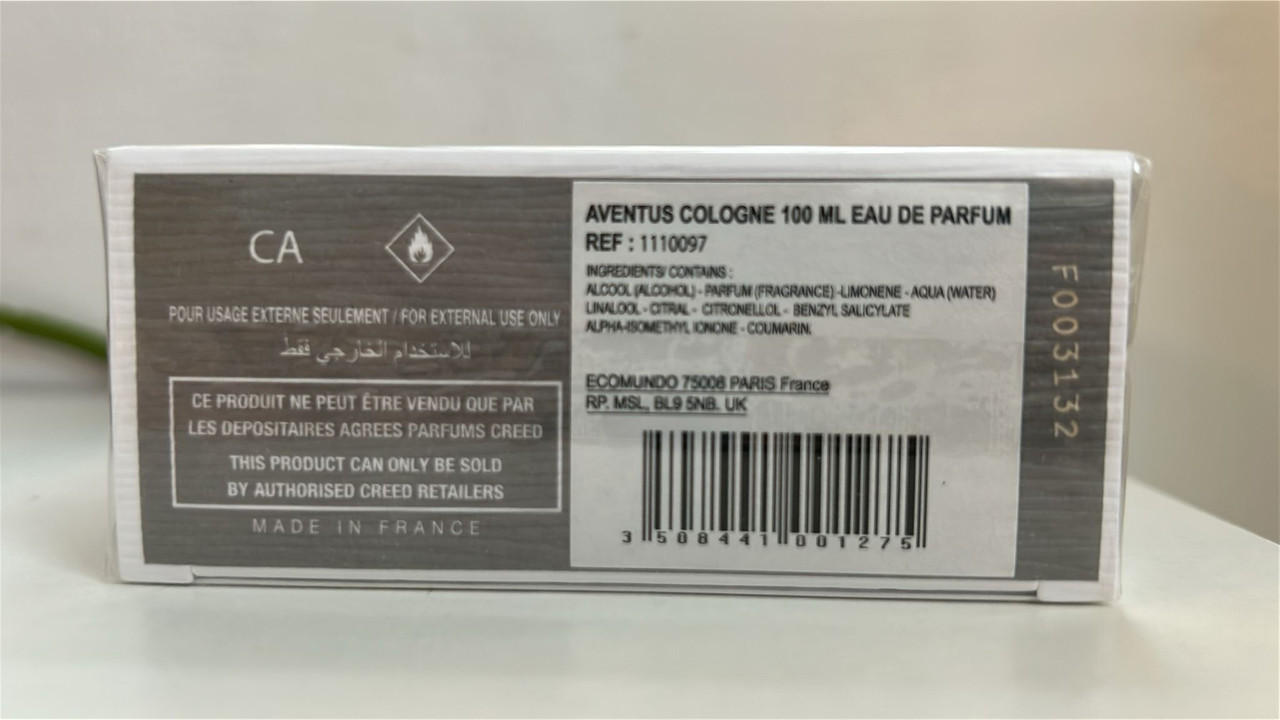 CA
POUR USAGE EXTERNE SEULEMENT / FOR EXTERNAL USE ONLY
للاستخدام الخارجي فقط
CE PRODUIT NE PEUT ÊTRE VENDU QUE PAR
LES DEPOSITAIRES AGREES PARFUMS CREED
THIS PRODUCT CAN ONLY BE SOLD
BY AUTHORISED CREED RETAILERS
MADE IN FRANCE
AVENTUS COLOGNE 100 ML EAU DE PARFUM
REF : 1110097
INGREDIENTS/ CONTAINS :
ALCOOL (ALCOHOL) - PARFUM (FRAGRANCE) -LIMONENE - AQUA (WATER)
LINALOOL - CITRAL - CITRONELLOL - BENZYL SALICYLATE
ALPHA-ISOMETHYL IONONE - COUMARIN.
ECOMUNDO 75008 PARIS France
RP. MSL, BL9 5NB. UK
3 508441 001275
F003132